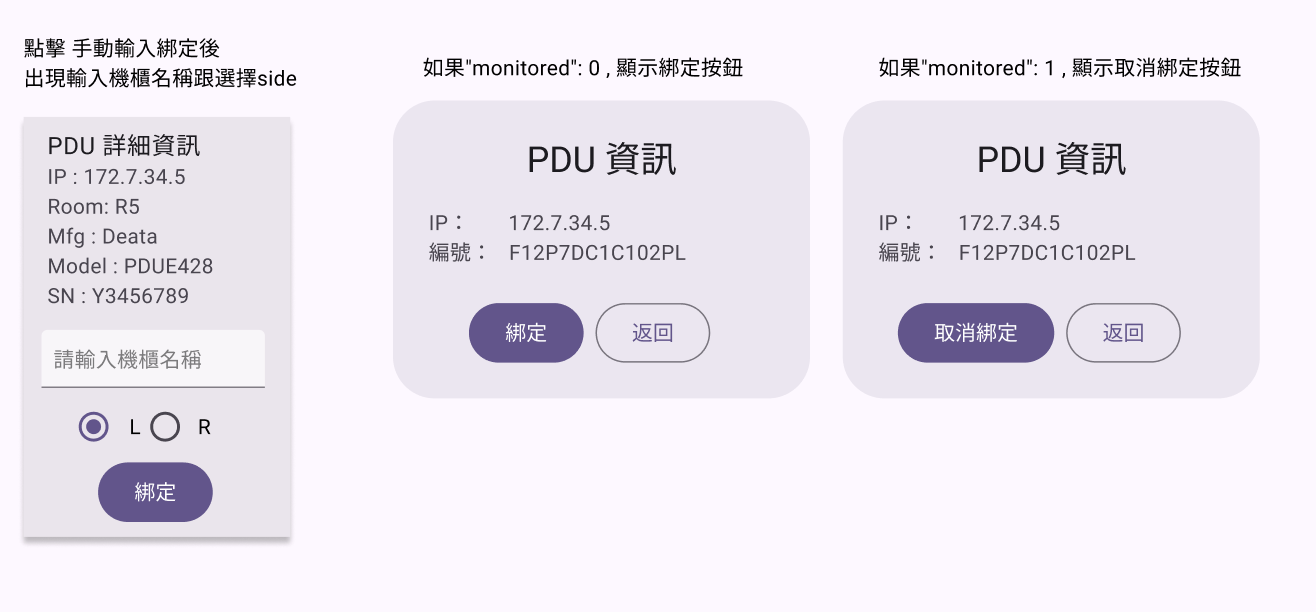 點擊 手動輸入綁定後
出現輸入機櫃名稱跟選擇side
PDU 詳細資訊
IP : 172.7.34.5
Room: R5
Mfg : Deata
Model : PDUE428
SN : Y3456789
請輸入機櫃名稱
L R
綁定
如果"monitored": 0 , 顯示綁定按鈕
PDU 資訊
IP： 172.7.34.5
編號： F12P7DC1C102PL
綁定 返回
如果"monitored": 1 , 顯示取消綁定按鈕
PDU 資訊
IP： 172.7.34.5
編號： F12P7DC1C102PL
取消綁定 返回